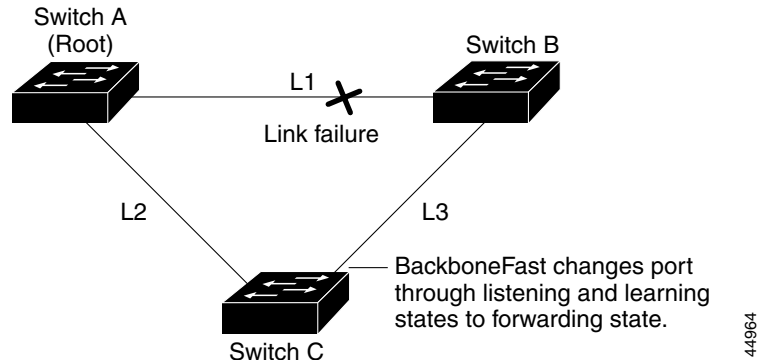 Switch A
(Root)
Switch B
L1
Link failure
L2
L3
BackboneFast changes port
through listening and learning
states to forwarding state.
Switch C
44964